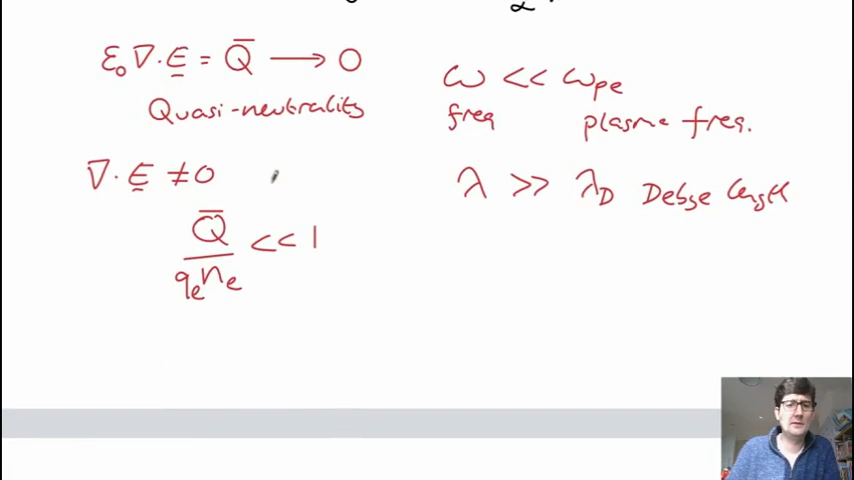 ε₀ ∇·E = Q̄ → 0
Quasi-neutrality
∇·E ≠ 0
Q̄ / qₑnₑ << 1
ω << ωpe
freq plasma freq.
λ >> λD Debye length